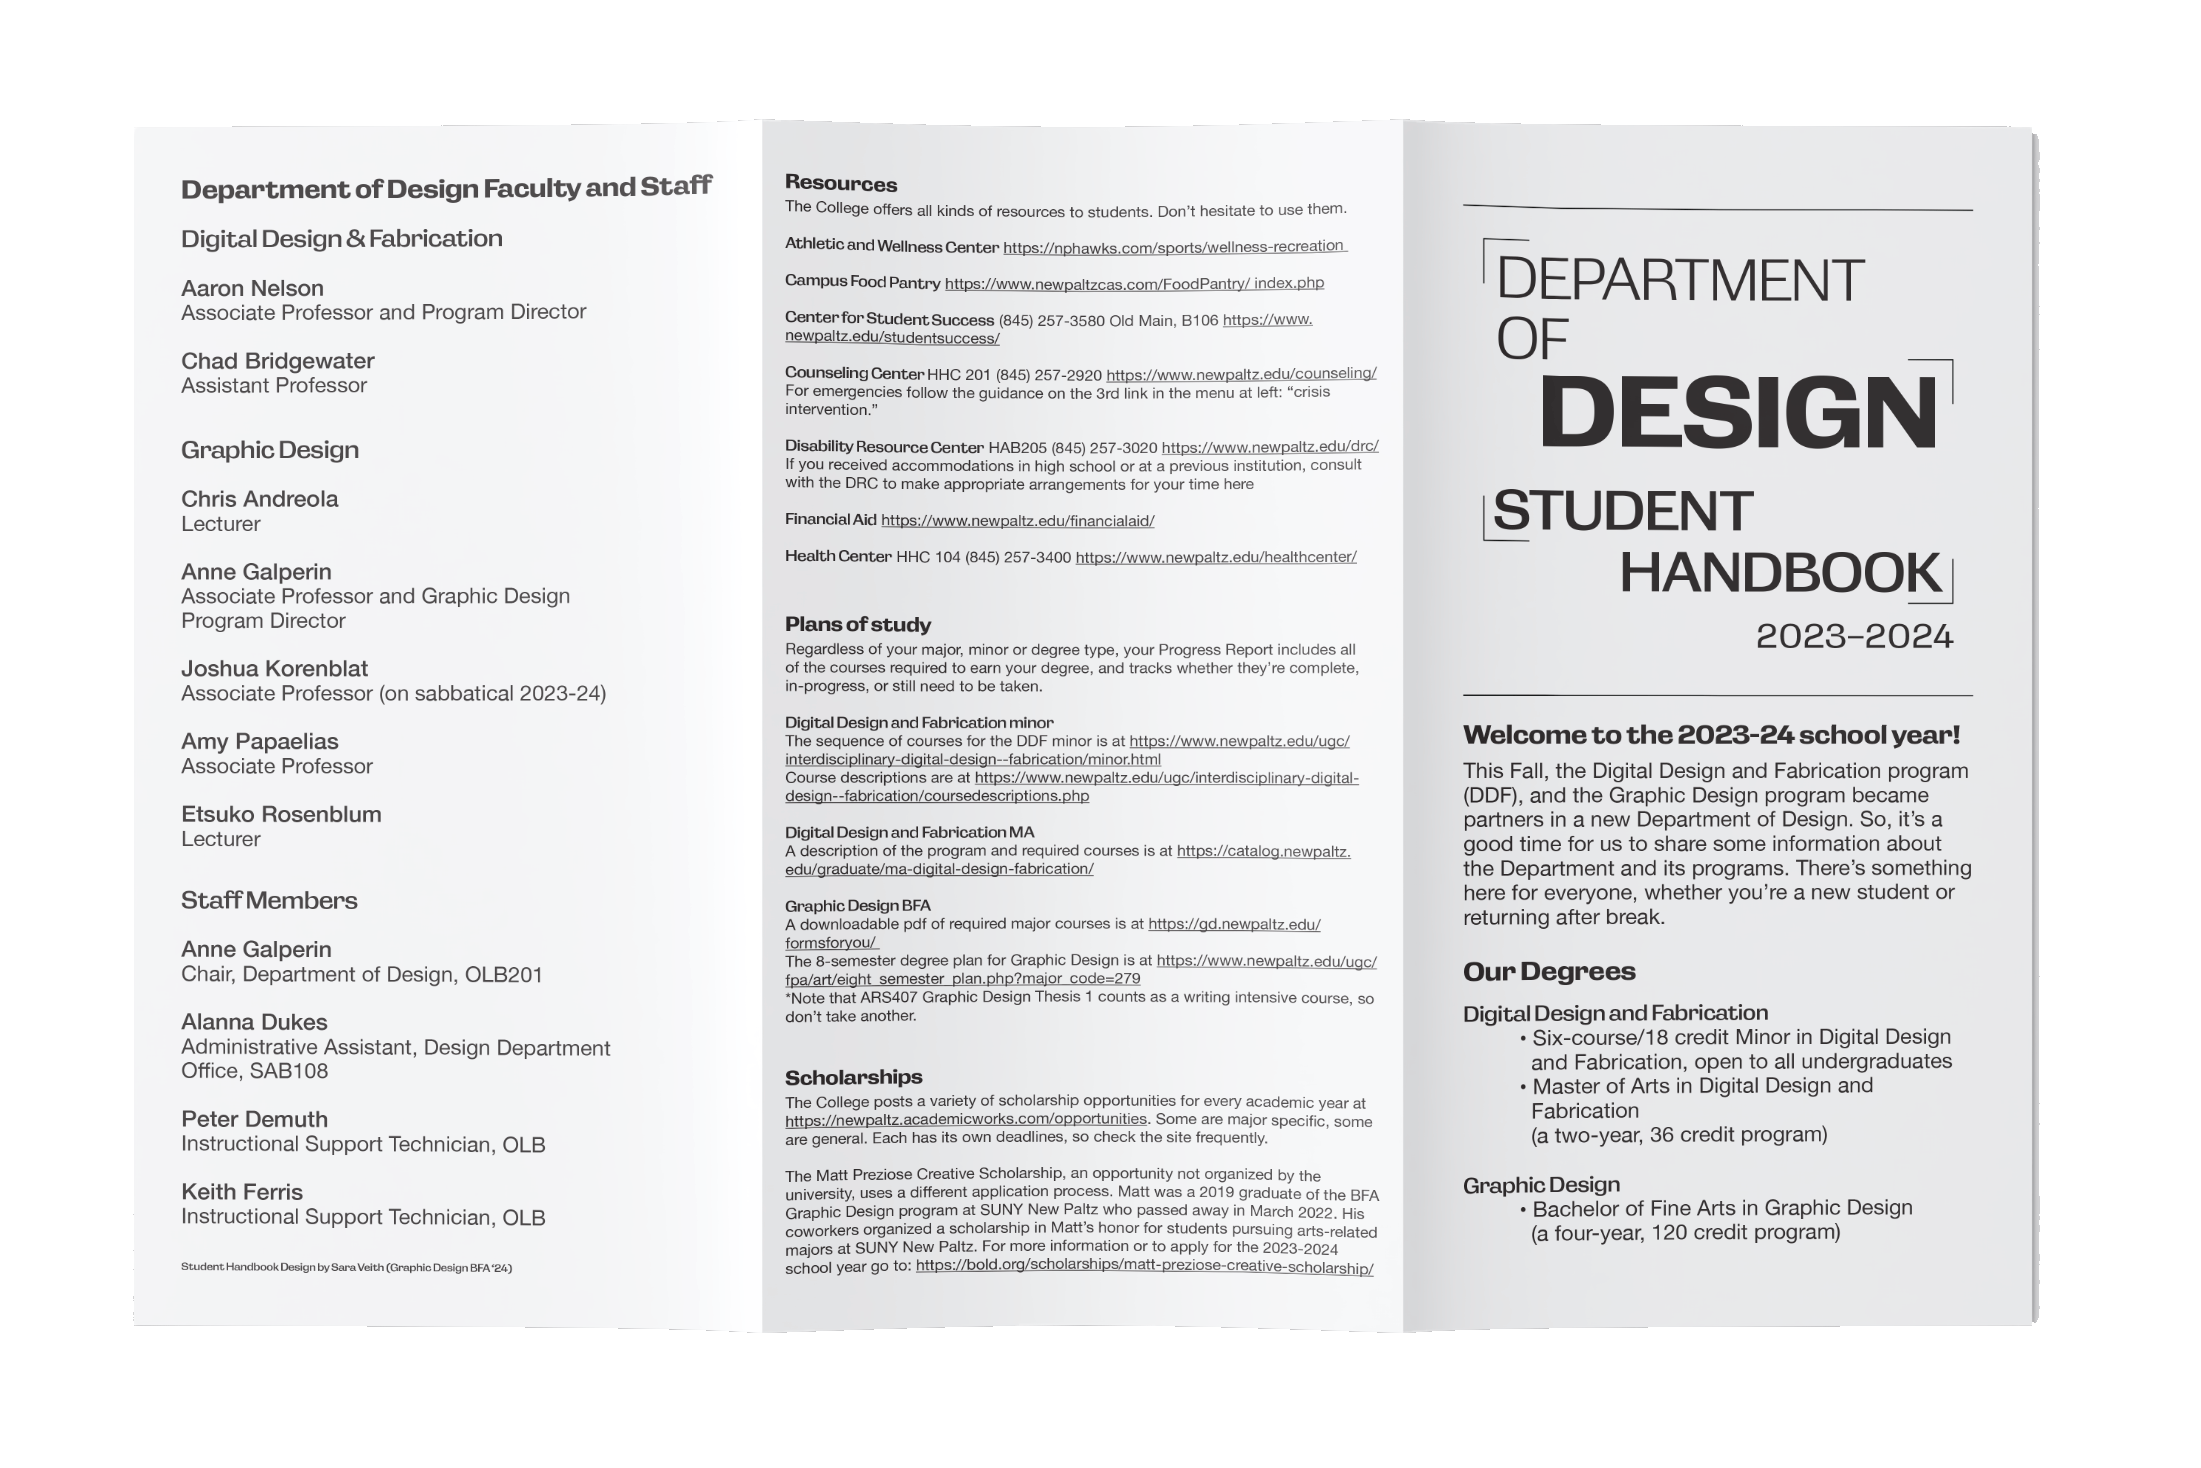 Department of Design Faculty and Staff
Digital Design & Fabrication
Aaron Nelson
Associate Professor and Program Director
Chad Bridgewater
Assistant Professor
Graphic Design
Chris Andreola
Lecturer
Anne Galperin
Associate Professor and Graphic Design
Program Director
Joshua Korenblat
Associate Professor (on sabbatical 2023-24)
Amy Papaelias
Associate Professor
Etsuko Rosenblum
Lecturer
Staff Members
Anne Galperin
Chair, Department of Design, OLB201
Alanna Dukes
Administrative Assistant, Design Department
Office, SAB108
Peter Demuth
Instructional Support Technician, OLB
Keith Ferris
Instructional Support Technician, OLB
Student Handbook Design by Sara Veith (Graphic Design BFA ‘24)
Resources
The College offers all kinds of resources to students. Don’t hesitate to use them.
Athletic and Wellness Center https://nphawks.com/sports/wellness-recreation
Campus Food Pantry https://www.newpaltzcas.com/FoodPantry/ index.php
Center for Student Success (845) 257-3580 Old Main, B106 https://www.
newpaltz.edu/studentsuccess/
Counseling Center HHC 201 (845) 257-2920 https://www.newpaltz.edu/counseling/
For emergencies follow the guidance on the 3rd link in the menu at left: “crisis
intervention.”
Disability Resource Center HAB205 (845) 257-3020 https://www.newpaltz.edu/drc/
If you received accommodations in high school or at a previous institution, consult
with the DRC to make appropriate arrangements for your time here
Financial Aid https://www.newpaltz.edu/financialaid/
Health Center HHC 104 (845) 257-3400 https://www.newpaltz.edu/healthcenter/
Plans of study
Regardless of your major, minor or degree type, your Progress Report includes all
of the courses required to earn your degree, and tracks whether they’re complete,
in-progress, or still need to be taken.
Digital Design and Fabrication minor
The sequence of courses for the DDF minor is at https://www.newpaltz.edu/ugc/
interdisciplinary-digital-design--fabrication/minor.html
Course descriptions are at https://www.newpaltz.edu/ugc/interdisciplinary-digital-
design--fabrication/coursedescriptions.php
Digital Design and Fabrication MA
A description of the program and required courses is at https://catalog.newpaltz.
edu/graduate/ma-digital-design-fabrication/
Graphic Design BFA
A downloadable pdf of required major courses is at https://gd.newpaltz.edu/
formsforyou/
The 8-semester degree plan for Graphic Design is at https://www.newpaltz.edu/ugc/
fpa/art/eight_semester_plan.php?major_code=279
*Note that ARS407 Graphic Design Thesis 1 counts as a writing intensive course, so
don’t take another.
Scholarships
The College posts a variety of scholarship opportunities for every academic year at
https://newpaltz.academicworks.com/opportunities. Some are major specific, some
are general. Each has its own deadlines, so check the site frequently.
The Matt Preziose Creative Scholarship, an opportunity not organized by the
university, uses a different application process. Matt was a 2019 graduate of the BFA
Graphic Design program at SUNY New Paltz who passed away in March 2022. His
coworkers organized a scholarship in Matt’s honor for students pursuing arts-related
majors at SUNY New Paltz. For more information or to apply for the 2023-2024
school year go to: https://bold.org/scholarships/matt-preziose-creative-scholarship/
DEPARTMENT
OF
DESIGN
STUDENT
HANDBOOK
2023–2024
Welcome to the 2023-24 school year!
This Fall, the Digital Design and Fabrication program
(DDF), and the Graphic Design program became
partners in a new Department of Design. So, it’s a
good time for us to share some information about
the Department and its programs. There’s something
here for everyone, whether you’re a new student or
returning after break.
Our Degrees
Digital Design and Fabrication
• Six-course/18 credit Minor in Digital Design
and Fabrication, open to all undergraduates
• Master of Arts in Digital Design and
Fabrication
(a two-year, 36 credit program)
Graphic Design
• Bachelor of Fine Arts in Graphic Design
(a four-year, 120 credit program)